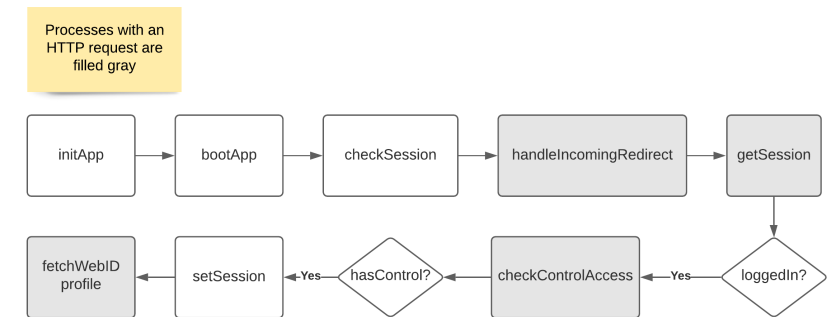 Processes with an
HTTP request are
filled gray
initApp
bootApp
checkSession
handleIncomingRedirect
getSession
fetchWebID
profile
setSession
Yes
hasControl?
checkControlAccess
Yes
loggedIn?